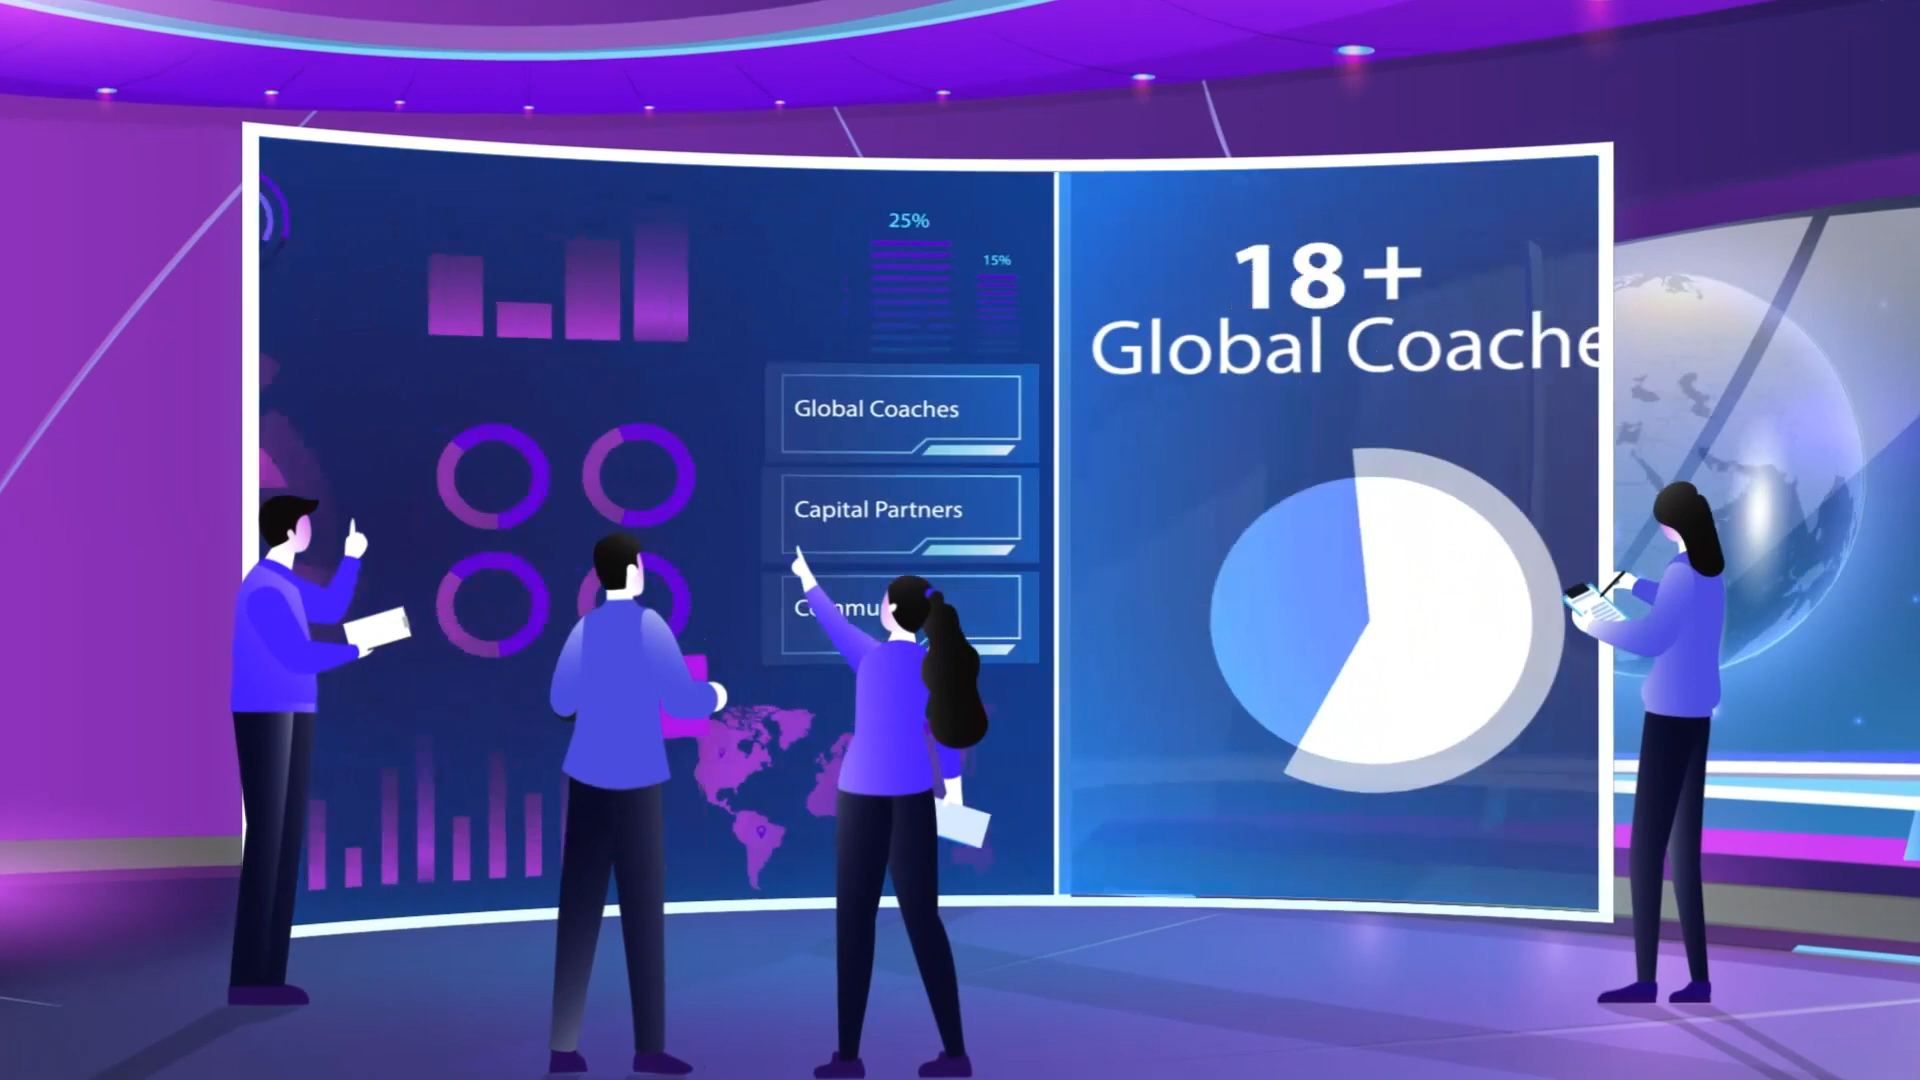 25%
15%
Global Coaches
Capital Partners
18+
Global Coache